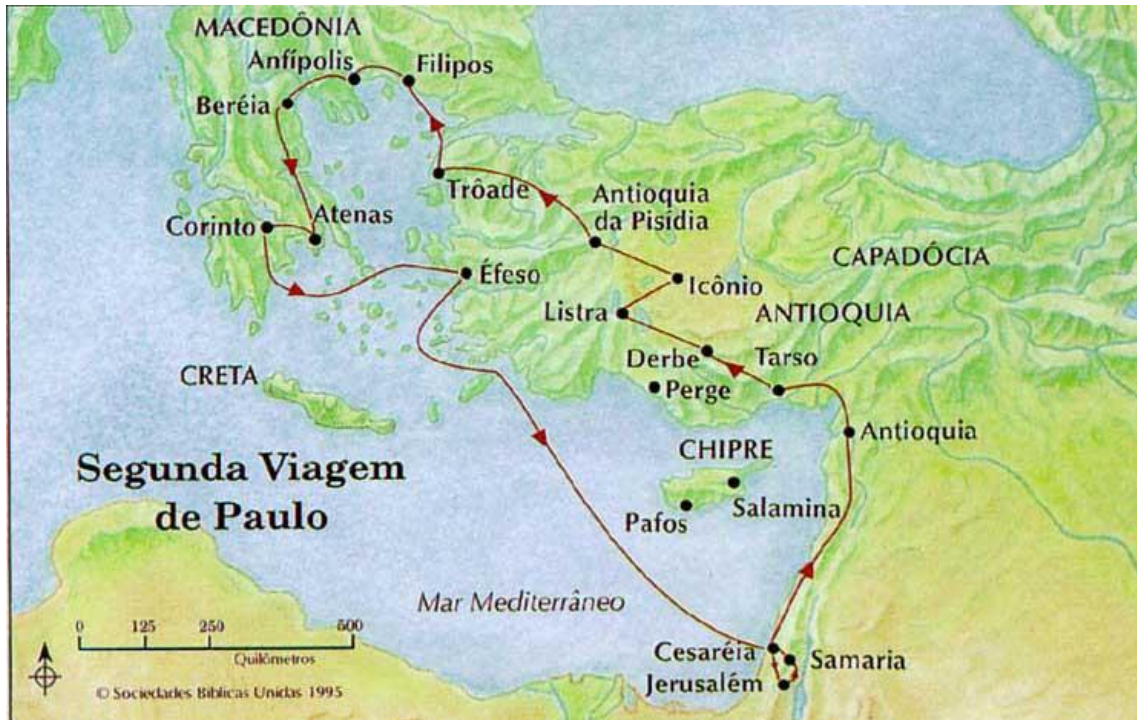 MACEDÔNIA
Anfípolis
Filipos
Beréia
Trôade
Antioquia
da Pisídia
Corinto
Atenas
CAPADÓCIA
Éfeso
Icônio
Listra
ANTIOQUIA
Derbe
Tarso
CRETA
Perge
Antioquia
CHIPRE
Segunda Viagem
de Paulo
Salamina
Pafos
Mar Mediterrâneo
0 125 250 500
Quilômetros
Cesaréia
Samaria
Jerusalém
© Sociedades Bíblicas Unidas 1995